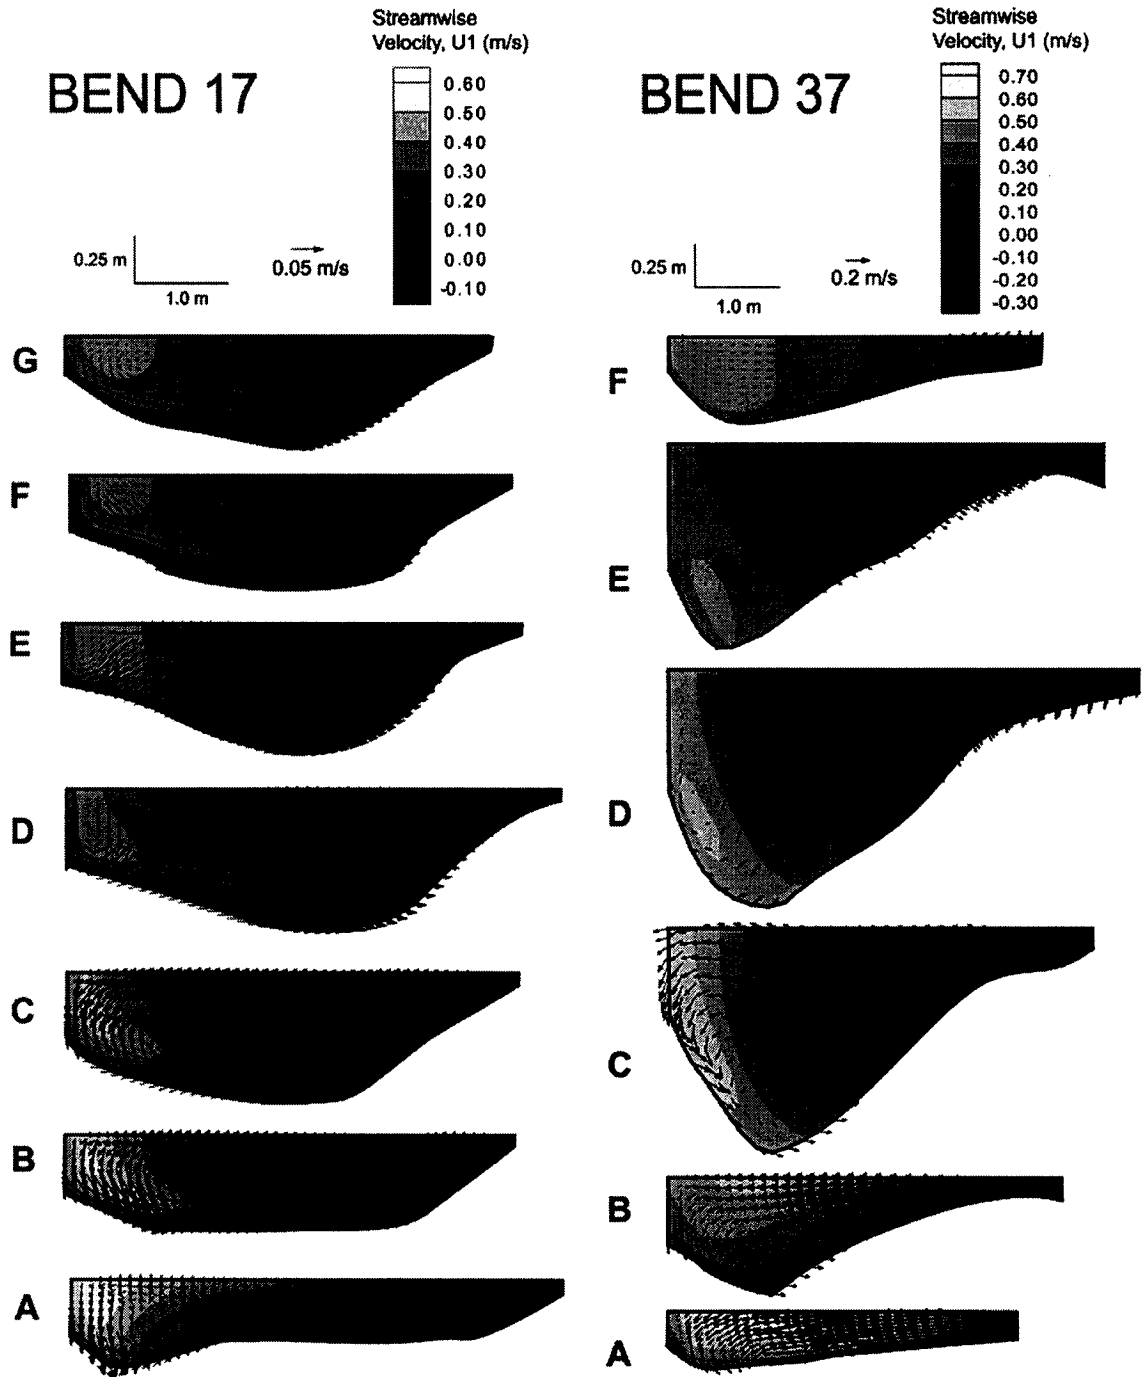 Streamwise
Velocity, U1 (m/s)
BEND 17
0.60
0.50
0.40
0.30
0.20
0.10
0.00
-0.10
0.25 m
1.0 m
0.05 m/s
G
F
E
D
C
B
A
Streamwise
Velocity, U1 (m/s)
BEND 37
0.70
0.60
0.50
0.40
0.30
0.20
0.10
0.00
-0.10
-0.20
-0.30
0.25 m
1.0 m
0.2 m/s
F
E
D
C
B
A